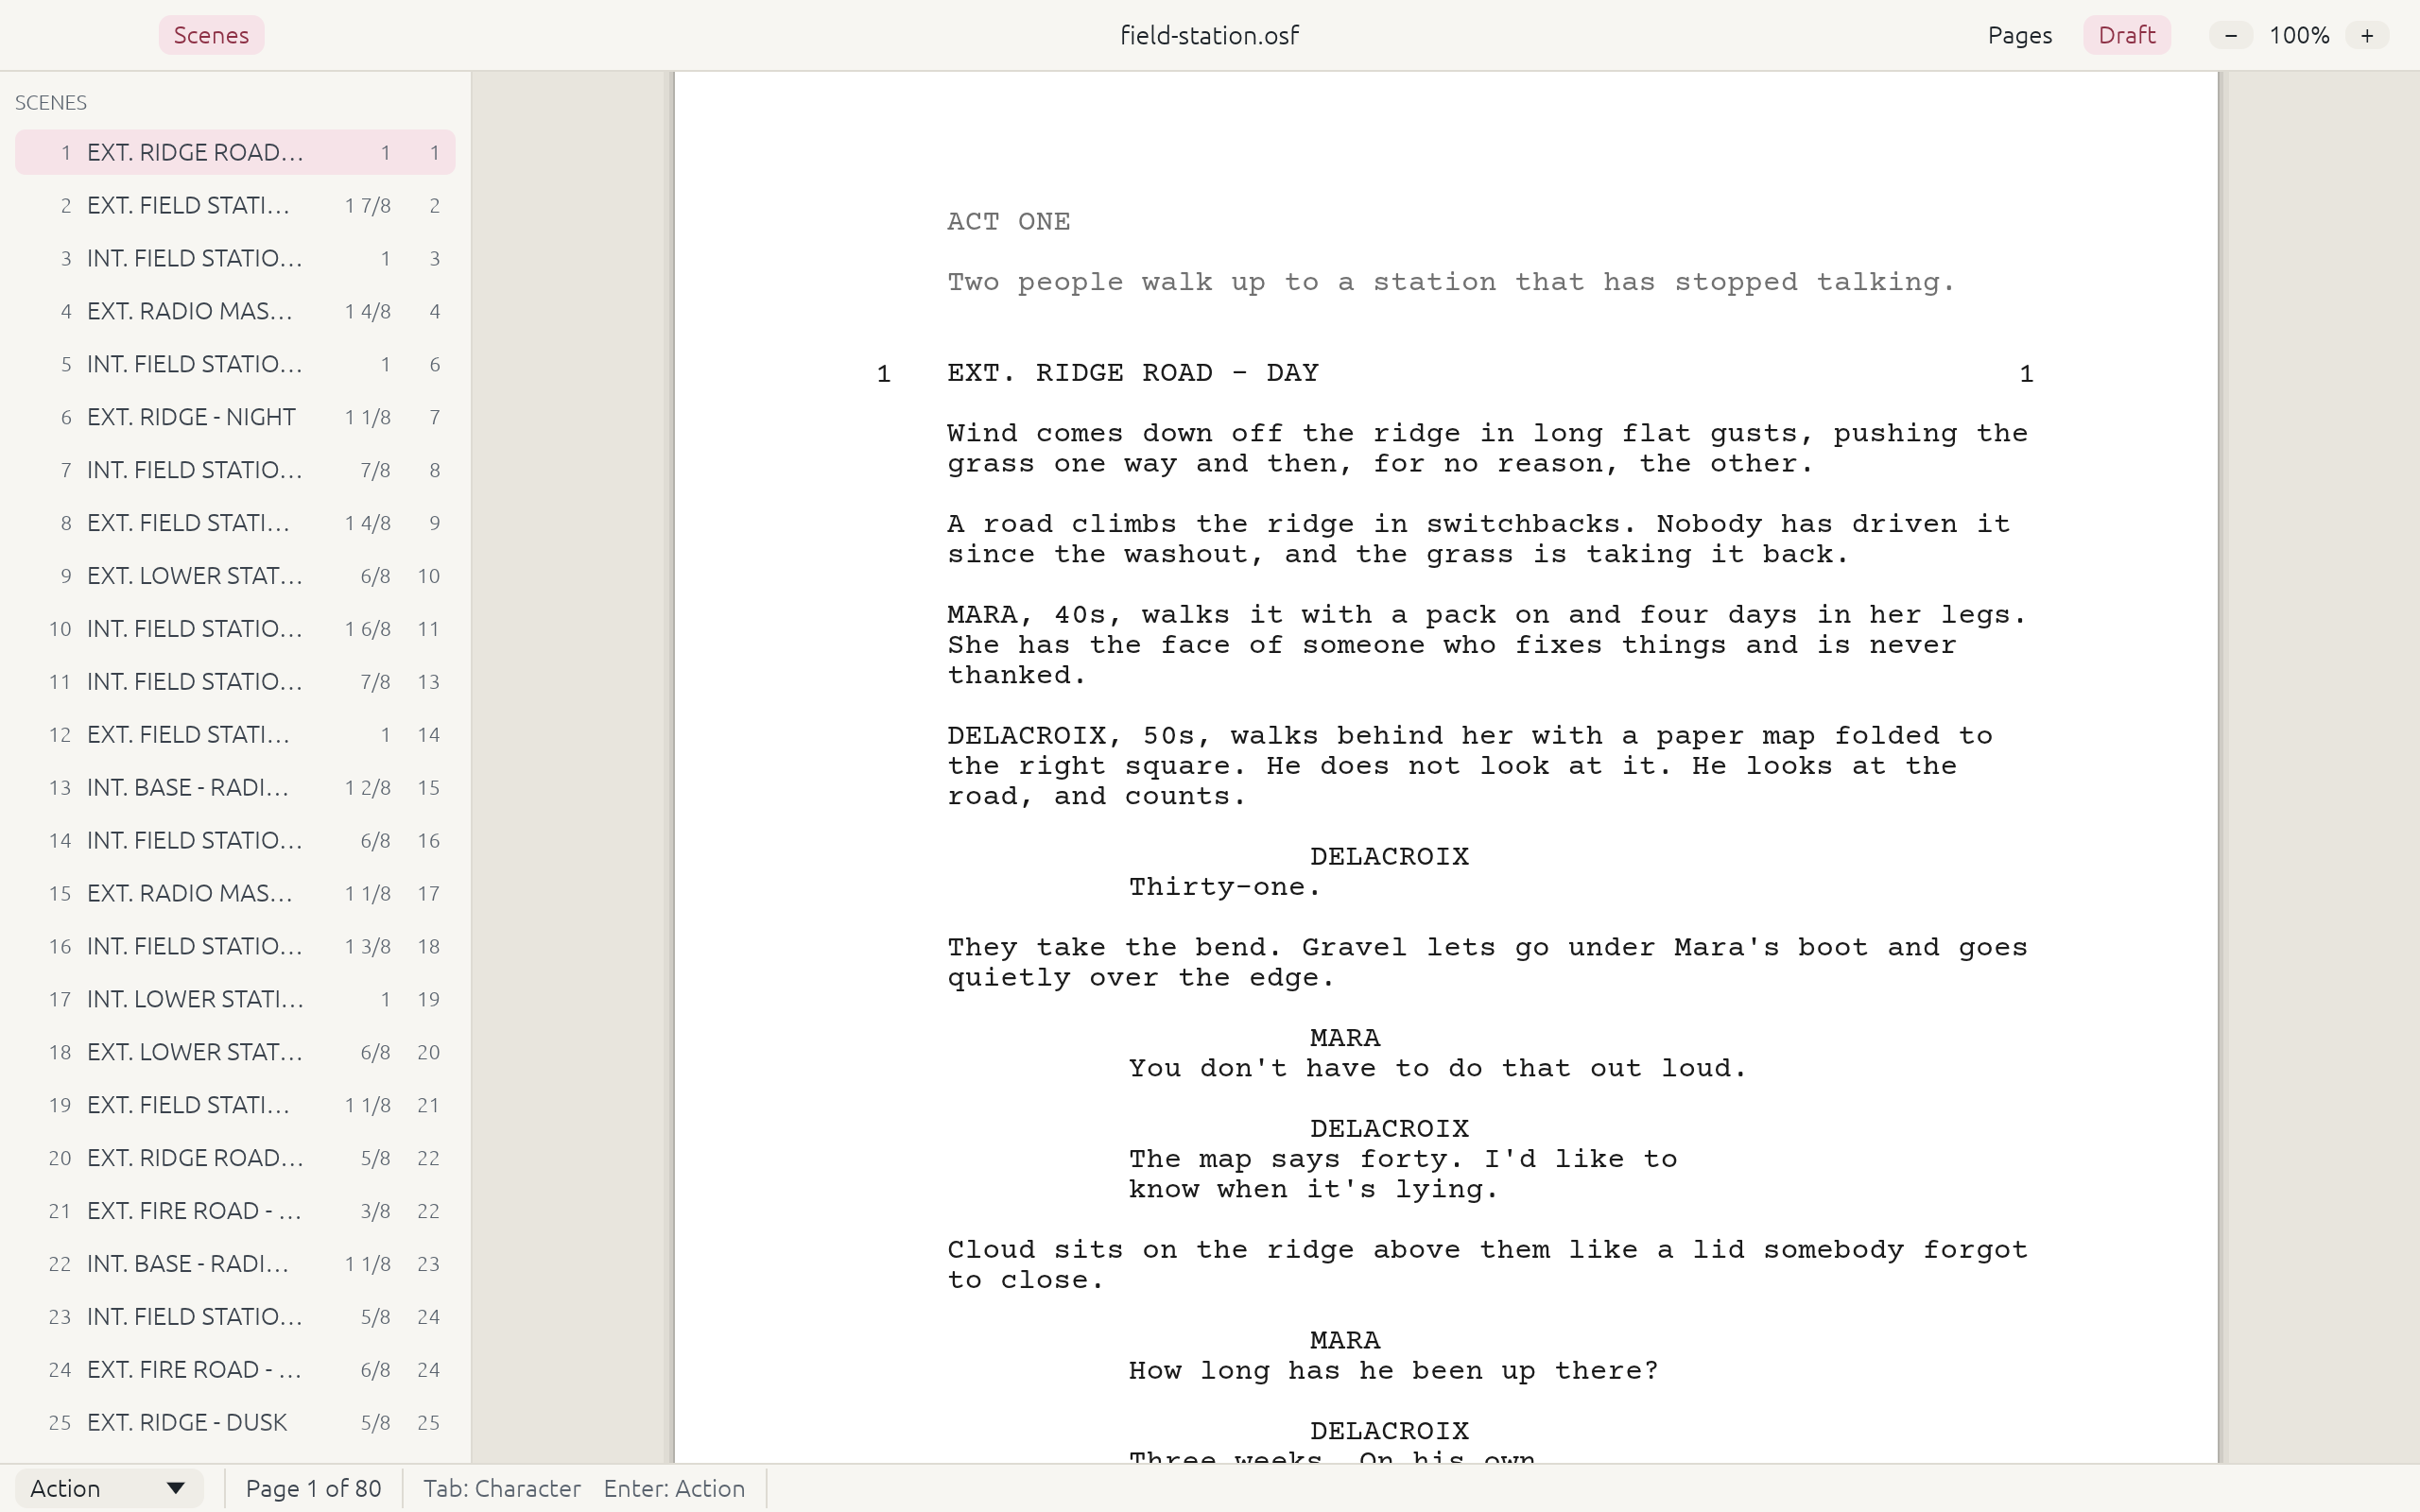 Scenes
field-station.osf
Pages Draft − 100% +
SCENES
1 EXT. RIDGE ROAD… 1 1
2 EXT. FIELD STATI… 1 7/8 2
3 INT. FIELD STATIO… 1 3
4 EXT. RADIO MAS… 1 4/8 4
5 INT. FIELD STATIO… 1 6
6 EXT. RIDGE - NIGHT 1 1/8 7
7 INT. FIELD STATIO… 7/8 8
8 EXT. FIELD STATI… 1 4/8 9
9 EXT. LOWER STAT… 6/8 10
10 INT. FIELD STATIO… 1 6/8 11
11 INT. FIELD STATIO… 7/8 13
12 EXT. FIELD STATI… 1 14
13 INT. BASE - RADI… 1 2/8 15
14 INT. FIELD STATIO… 6/8 16
15 EXT. RADIO MAS… 1 1/8 17
16 INT. FIELD STATIO… 1 3/8 18
17 INT. LOWER STATI… 1 19
18 EXT. LOWER STAT… 6/8 20
19 EXT. FIELD STATI… 1 1/8 21
20 EXT. RIDGE ROAD… 5/8 22
21 EXT. FIRE ROAD - … 3/8 22
22 INT. BASE - RADI… 1 1/8 23
23 INT. FIELD STATIO… 5/8 24
24 EXT. FIRE ROAD - … 6/8 24
25 EXT. RIDGE - DUSK 5/8 25
ACT ONE
Two people walk up to a station that has stopped talking.
1 EXT. RIDGE ROAD - DAY 1
Wind comes down off the ridge in long flat gusts, pushing the
grass one way and then, for no reason, the other.
A road climbs the ridge in switchbacks. Nobody has driven it
since the washout, and the grass is taking it back.
MARA, 40s, walks it with a pack on and four days in her legs.
She has the face of someone who fixes things and is never
thanked.
DELACROIX, 50s, walks behind her with a paper map folded to
the right square. He does not look at it. He looks at the
road, and counts.
DELACROIX
Thirty-one.
They take the bend. Gravel lets go under Mara's boot and goes
quietly over the edge.
MARA
You don't have to do that out loud.
DELACROIX
The map says forty. I'd like to
know when it's lying.
Cloud sits on the ridge above them like a lid somebody forgot
to close.
MARA
How long has he been up there?
DELACROIX
Three weeks. On his own
Action
Page 1 of 80
Tab: Character Enter: Action